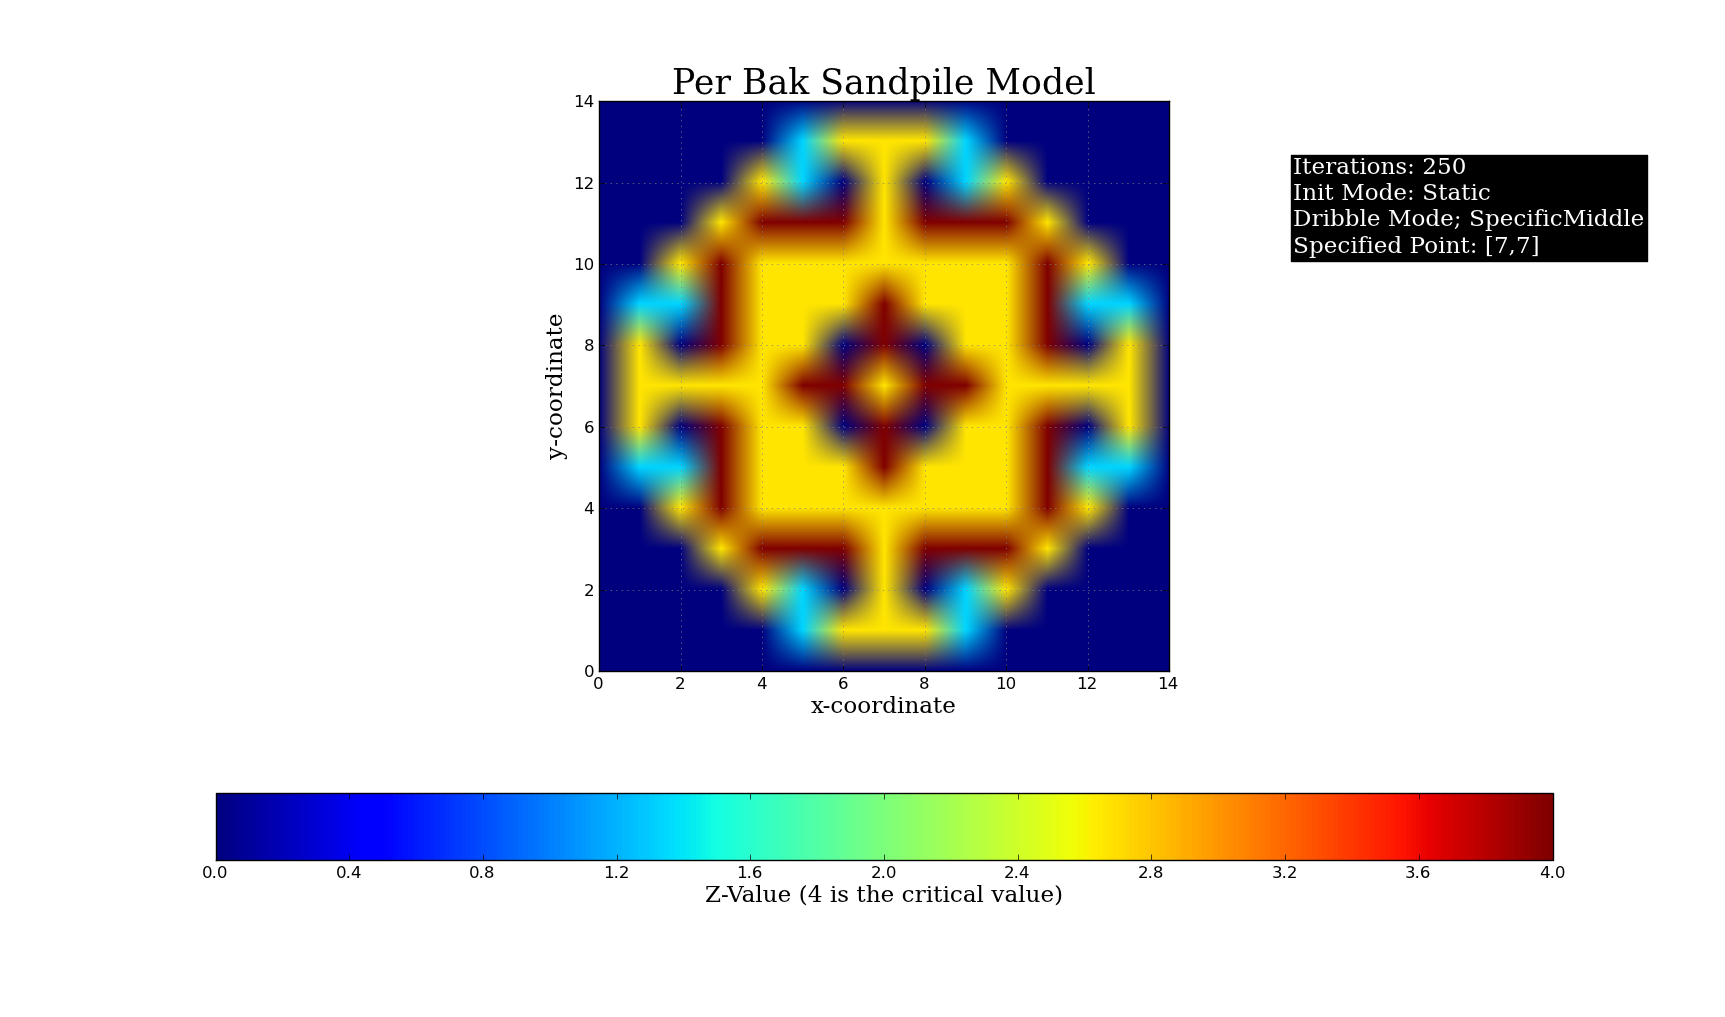 Per Bak Sandpile Model
14
12
10
8
6
4
2
0
y-coordinate
0 2 4 6 8 10 12 14
x-coordinate
Iterations: 250
Init Mode: Static
Dribble Mode; SpecificMiddle
Specified Point: [7,7]
0.0 0.4 0.8 1.2 1.6 2.0 2.4 2.8 3.2 3.6 4.0
Z-Value (4 is the critical value)